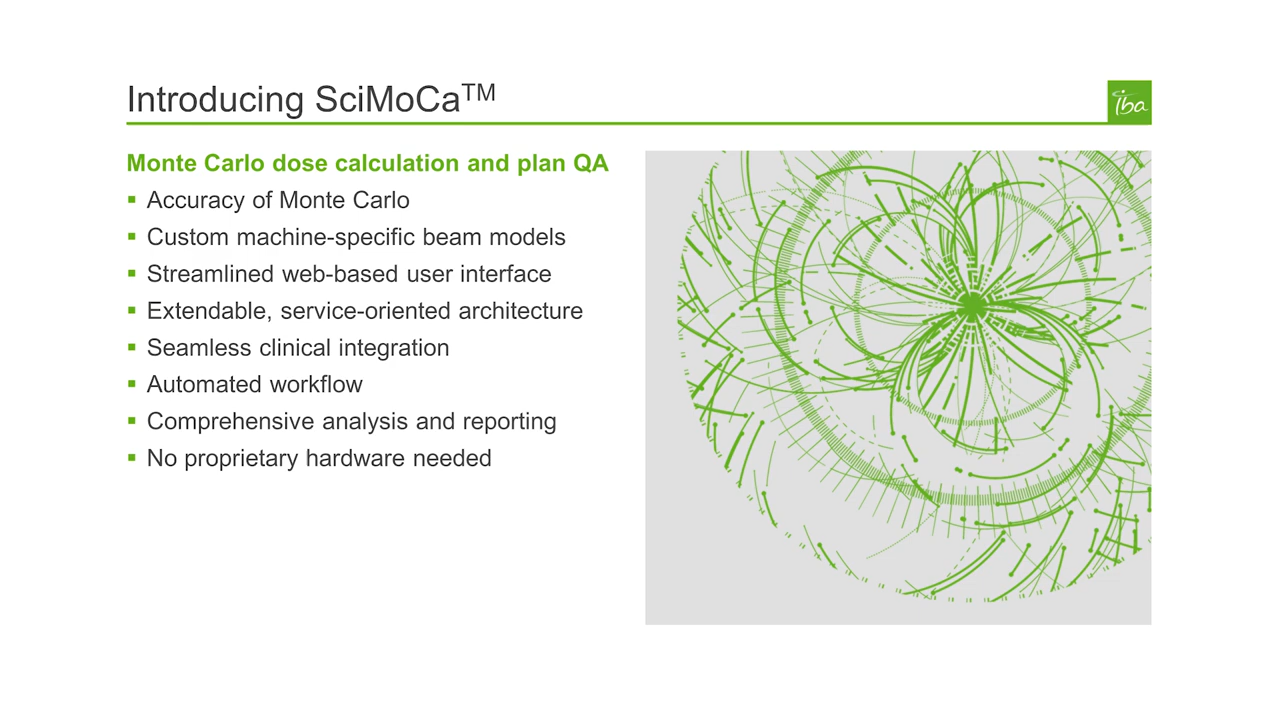 Introducing SciMoCa™
iba
Monte Carlo dose calculation and plan QA
▪ Accuracy of Monte Carlo
▪ Custom machine-specific beam models
▪ Streamlined web-based user interface
▪ Extendable, service-oriented architecture
▪ Seamless clinical integration
▪ Automated workflow
▪ Comprehensive analysis and reporting
▪ No proprietary hardware needed